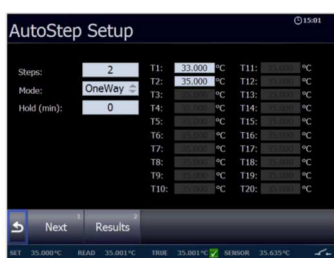 15:01
AutoStep Setup
Steps: 2
Mode: OneWay
Hold (min): 0
T1: 33.000 °C T11: °C
T2: 35.000 °C T12: °C
T3: °C T13: °C
T4: °C T14: °C
T5: °C T15: °C
T6: °C T16: °C
T7: °C T17: °C
T8: °C T18: °C
T9: °C T19: °C
T10: °C T20: °C
1 2
Next Results
SET 35.000°C READ 35.001°C TRUE 35.001°C SENSOR 35.635°C